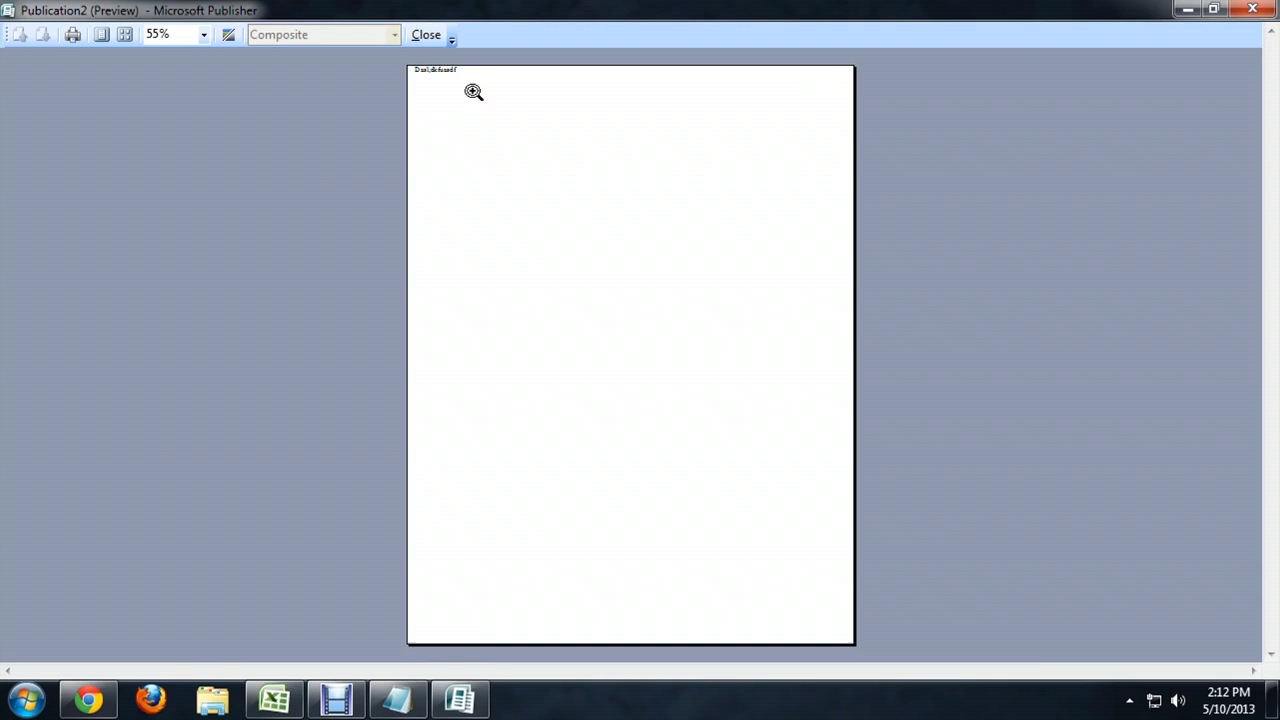 Publication2 (Preview) - Microsoft Publisher
55%
Composite
Close
2:12 PM
5/10/2013